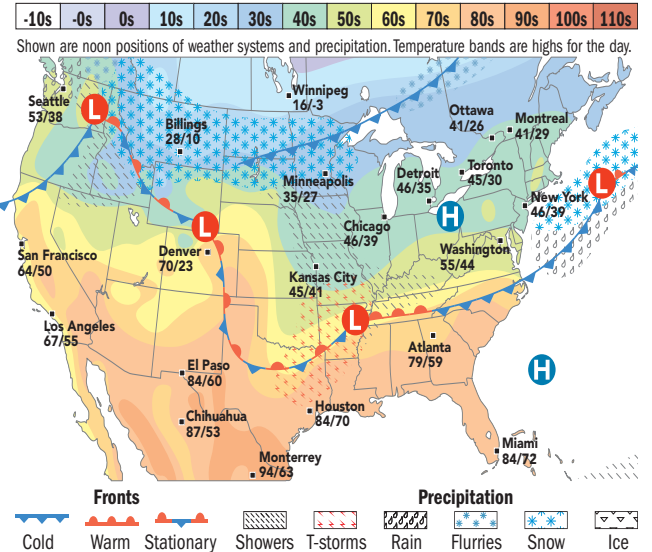 -10s -0s 0s 10s 20s 30s 40s 50s 60s 70s 80s 90s 100s 110s
Shown are noon positions of weather systems and precipitation. Temperature bands are highs for the day.
Seattle
53/38
L
Billings
28/10
Winnipeg
16/-3
Ottawa
41/26
Montreal
41/29
Minneapolis
35/27
Detroit
46/35
Toronto
45/30
L
New York
46/39
H
Chicago
46/39
L
San Francisco
64/50
Denver
70/23
Kansas City
45/41
Washington
55/44
Los Angeles
67/55
L
Atlanta
79/59
El Paso
84/60
H
Chihuahua
87/53
Houston
84/70
Monterrey
94/63
Miami
84/72
Fronts
Precipitation
Cold Warm Stationary Showers T-storms Rain Flurries Snow Ice